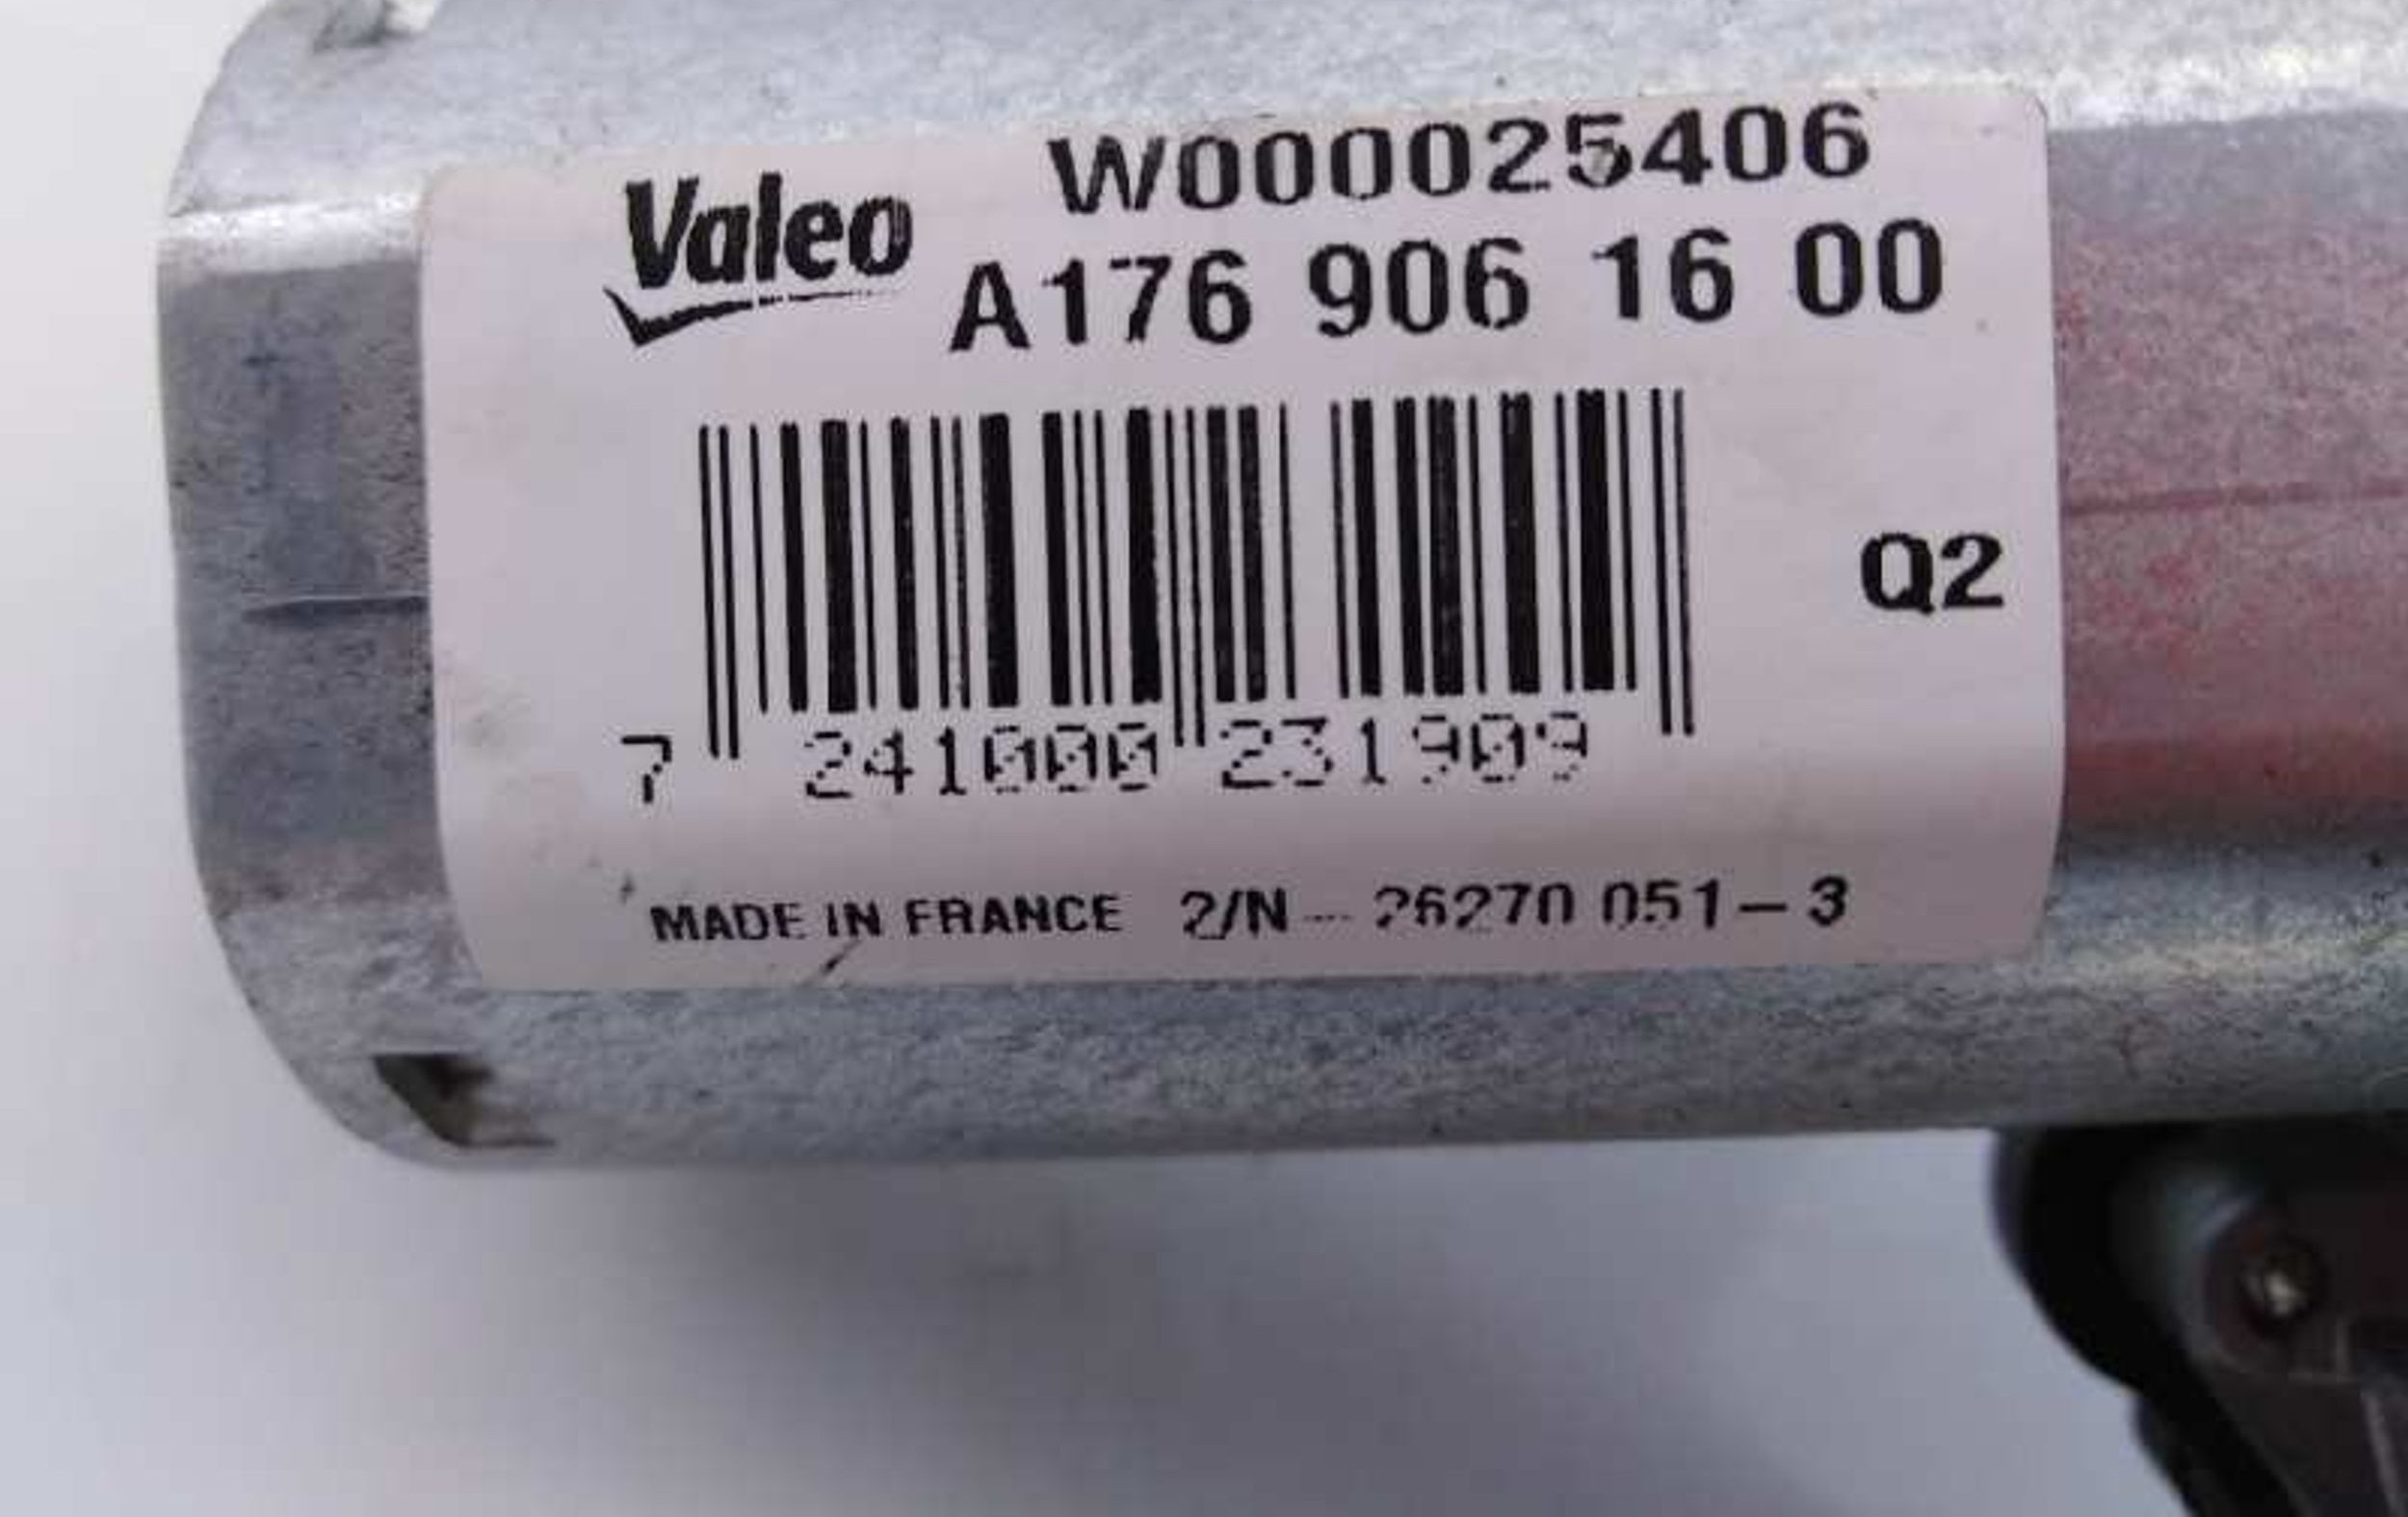 Valeo W000025406
A176 906 16 00
Q2
7 241000 231909
MADE IN FRANCE 2/N - 26270 051-3